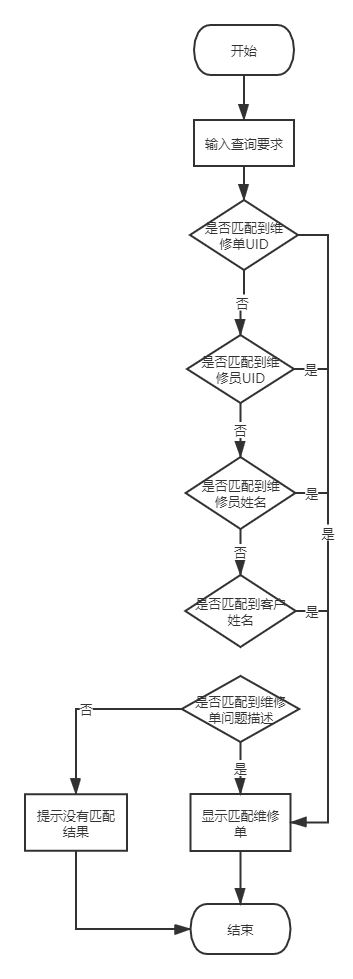 开始
输入查询要求
是否匹配到维
修单UID
否
是否匹配到维
修员UID
是
否
是否匹配到维
修员姓名
是
是
否
是否匹配到客户
姓名
是
是否匹配到维修
单问题描述
否
是
提示没有匹配
结果
显示匹配维修
单
结束